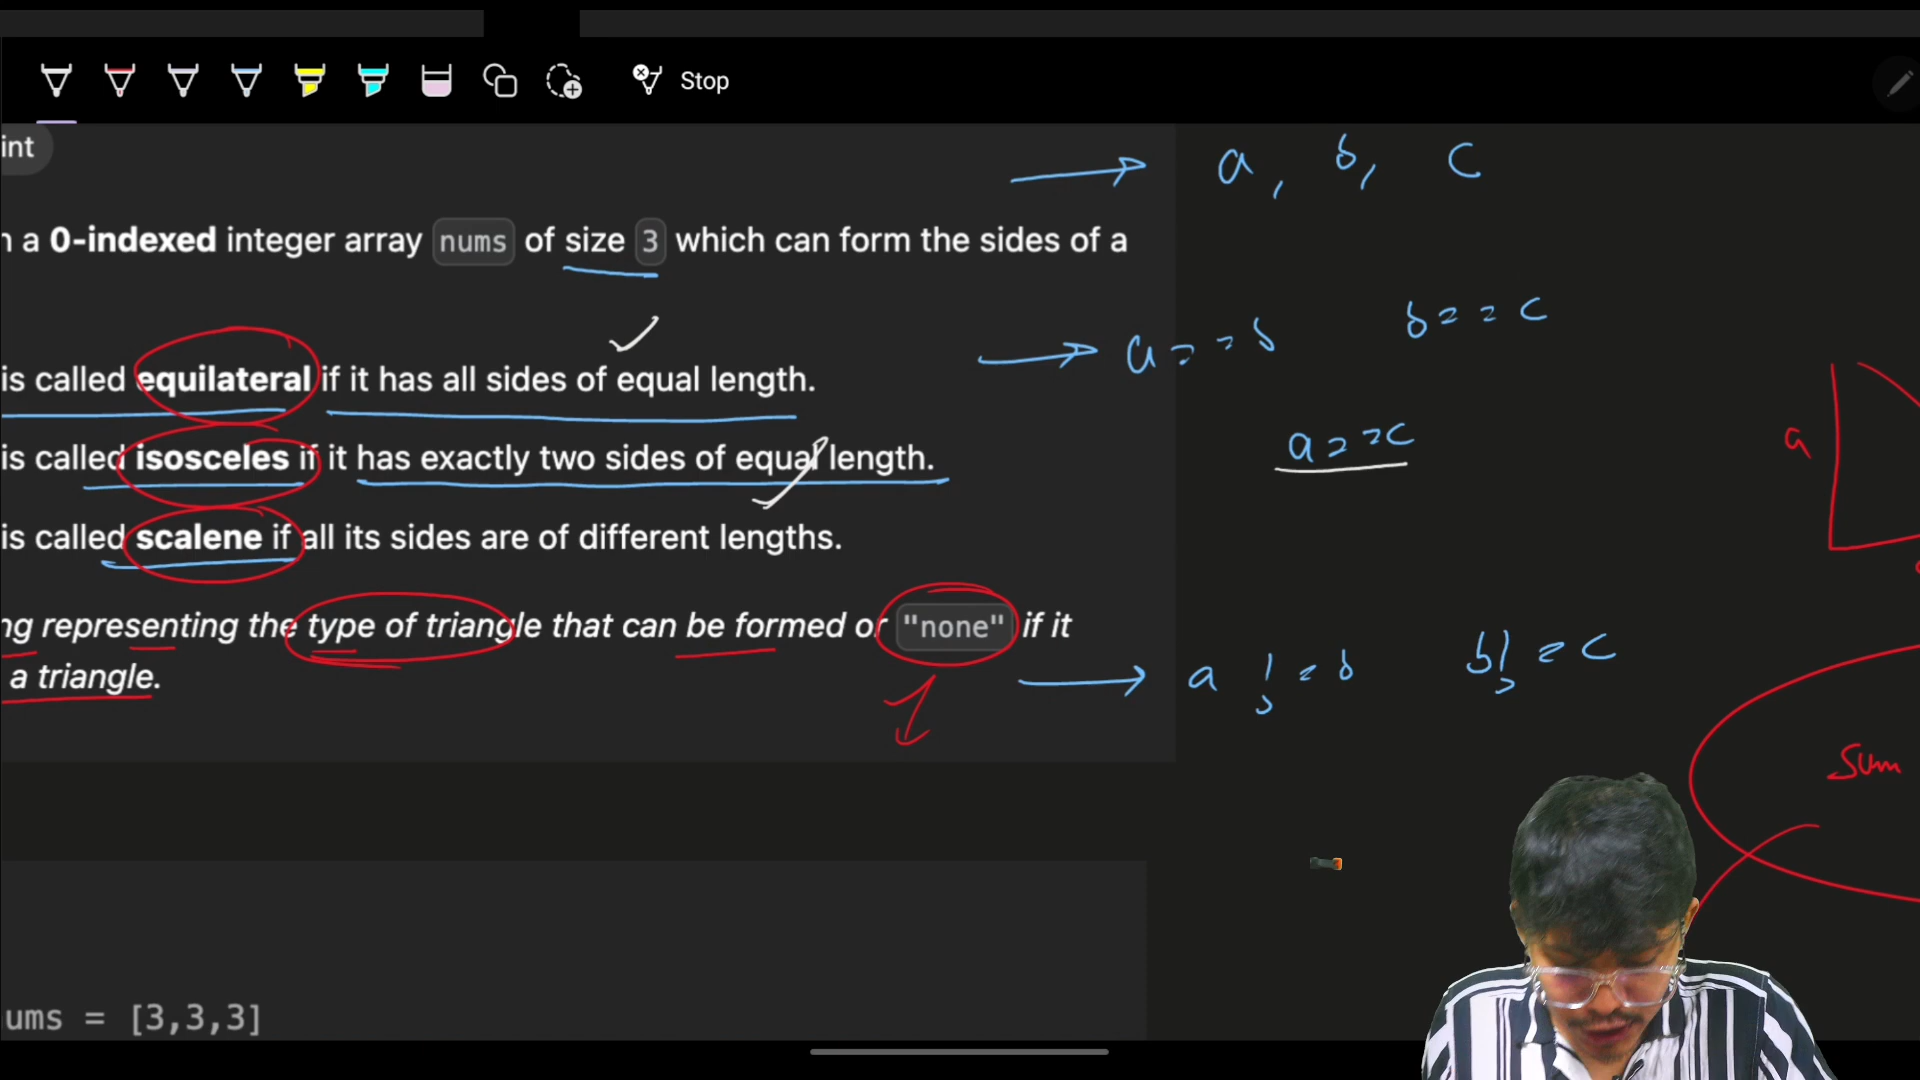 Stop
int
a, b, c
n a 0-indexed integer array nums of size 3 which can form the sides of a
a == b b == c
is called equilateral if it has all sides of equal length.
a == c
a
is called isosceles if it has exactly two sides of equal length.
is called scalene if all its sides are of different lengths.
ng representing the type of triangle that can be formed or "none" if it
a != b b != c
a triangle.
Sum
ums = [3,3,3]